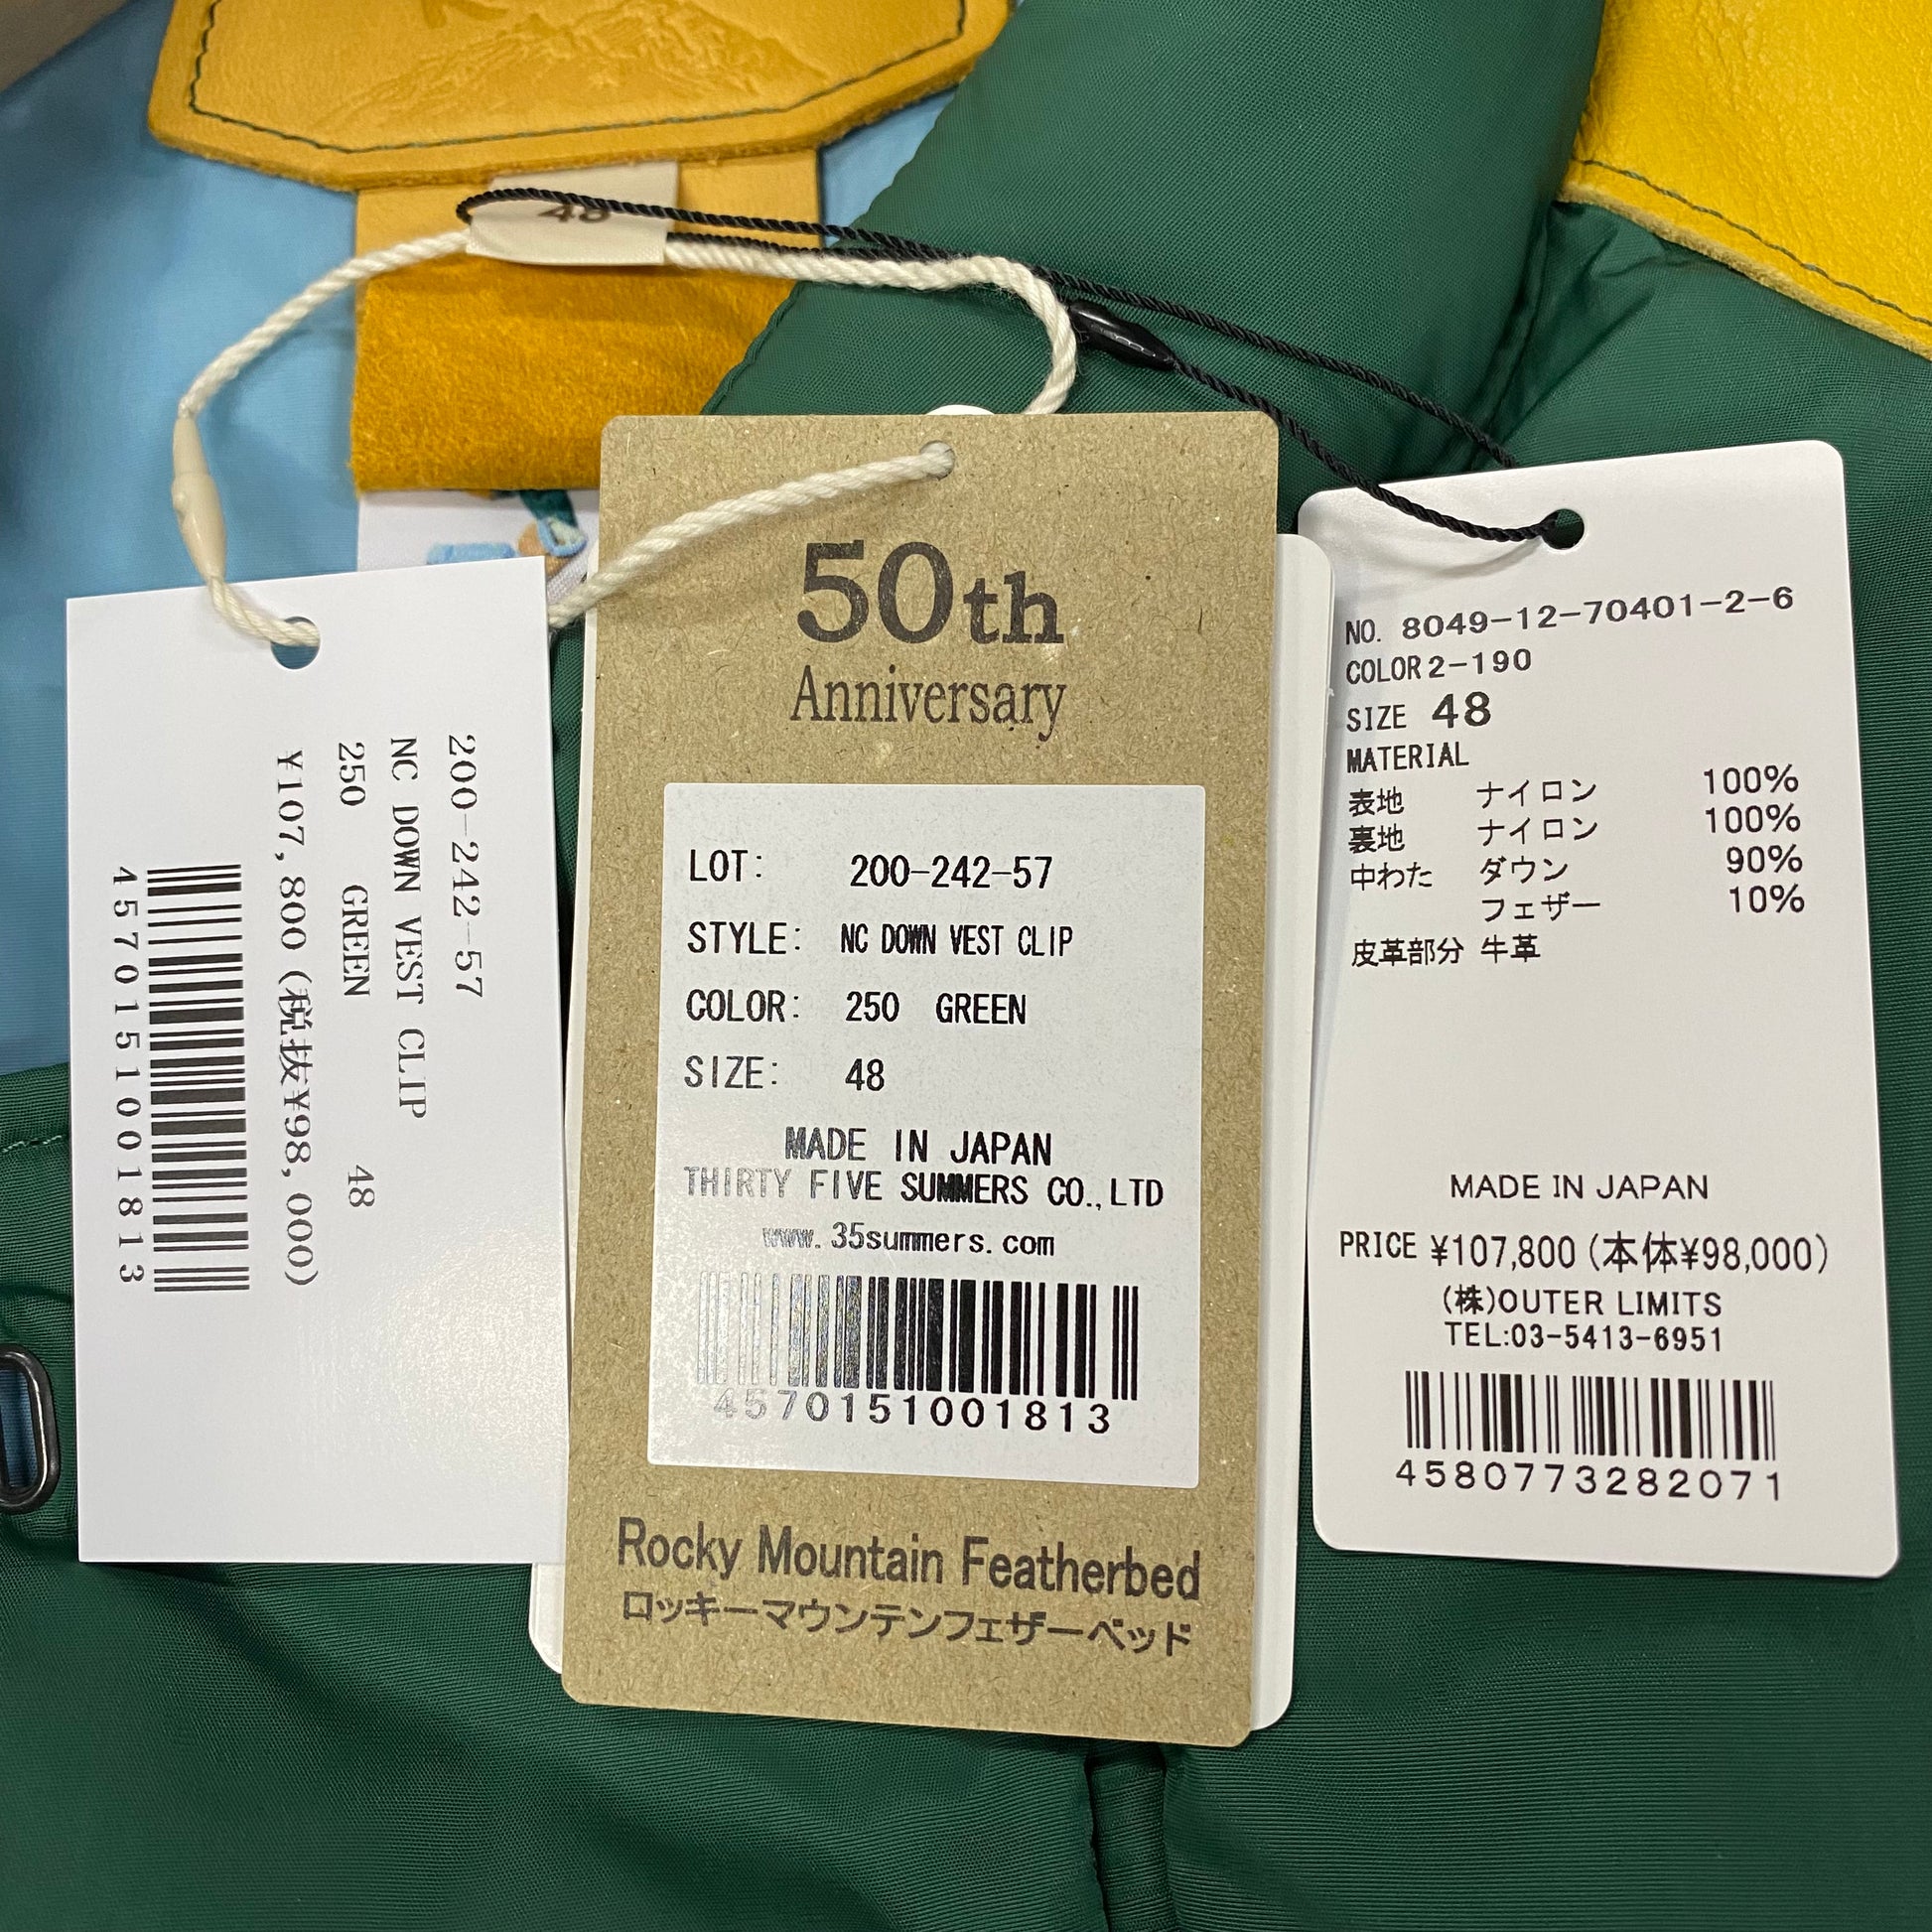 48
200-242-57
NC DOWN VEST CLIP
250 GREEN 48
¥107,800 (税抜¥98,000)
4570151001813
50th
Anniversary
LOT: 200-242-57
STYLE: NC DOWN VEST CLIP
COLOR: 250 GREEN
SIZE: 48
MADE IN JAPAN
THIRTY FIVE SUMMERS CO.,LTD
www.35summers.com
4570151001813
Rocky Mountain Featherbed
ロッキーマウンテンフェザーベッド
NO. 8049-12-70401-2-6
COLOR 2-190
SIZE 48
MATERIAL
表地 ナイロン 100%
裏地 ナイロン 100%
中わた ダウン 90%
フェザー 10%
皮革部分 牛革
MADE IN JAPAN
PRICE ¥107,800 (本体¥98,000)
(株)OUTER LIMITS
TEL:03-5413-6951
4580773282071